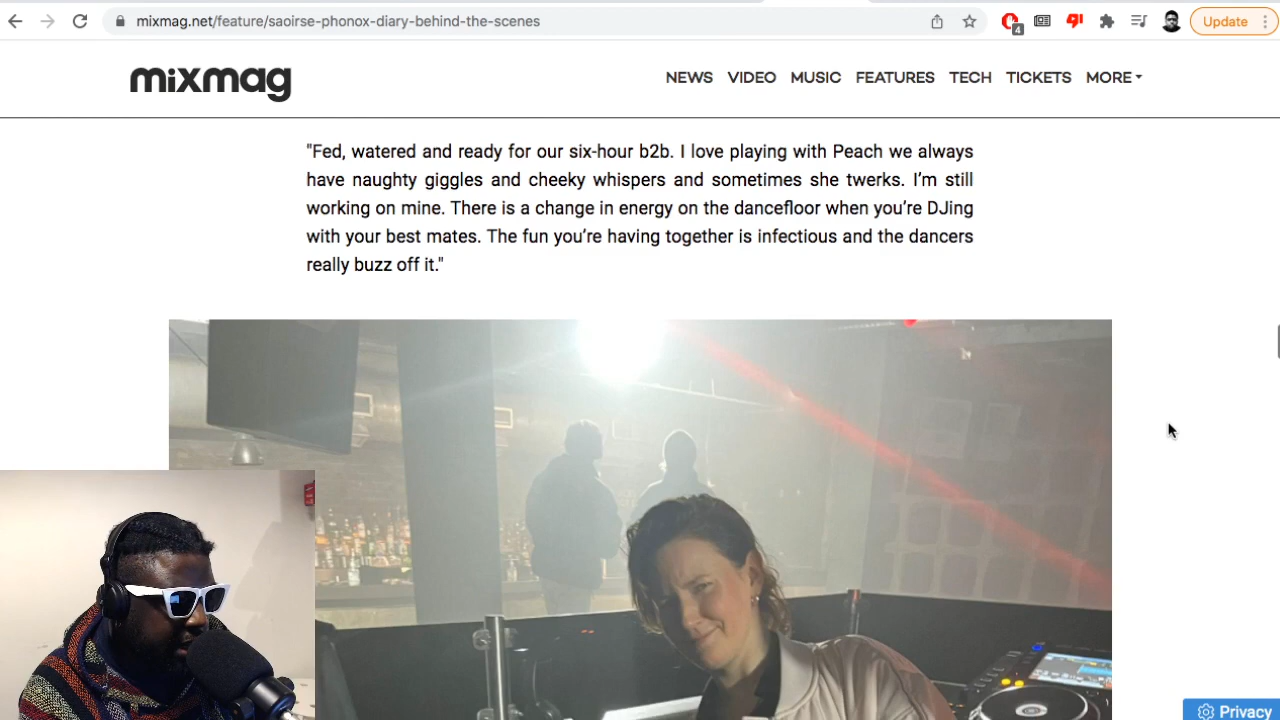 mixmag.net/feature/saoirse-phonox-diary-behind-the-scenes
4
Update
mixmag
NEWS VIDEO MUSIC FEATURES TECH TICKETS MORE
"Fed, watered and ready for our six-hour b2b. I love playing with Peach we always
have naughty giggles and cheeky whispers and sometimes she twerks. I’m still
working on mine. There is a change in energy on the dancefloor when you’re DJing
with your best mates. The fun you’re having together is infectious and the dancers
really buzz off it."
Privacy